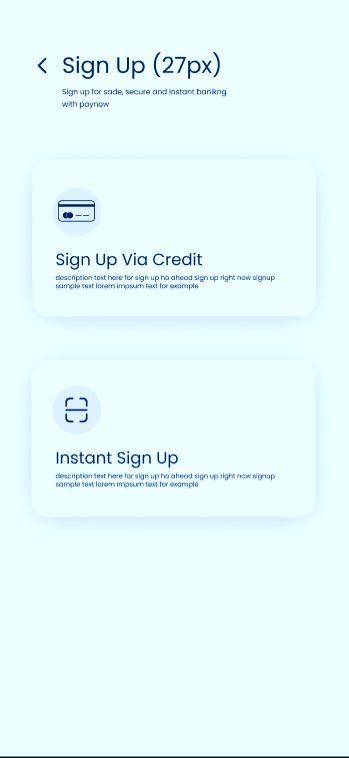 Sign Up (27px)
Sign up for sade, secure and instant banikng
with paynow
Sign Up Via Credit
description text here for sign up ho ahead sign up right now signup
sample text lorem impsum text for example
Instant Sign Up
description text here for sign up ho ahead sign up right now signup
sample text lorem impsum text for example